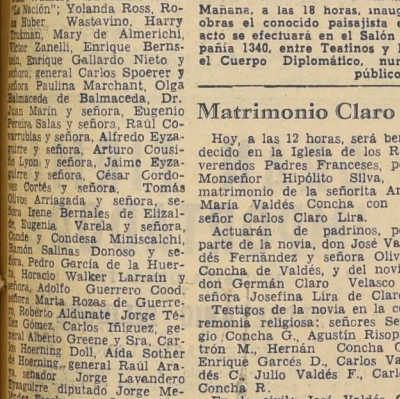 "La Nación"; Yolanda Ross, Ro-
Huber Wastavino, Harry
Trukman, Mary de Almerichi,
Victor Zanelli, Enrique Berns-
tein, Enrique Gallardo Nieto y
señora, general Carlos Spoerer y
señora Paulina Marchant, Olga
Balmaceda de Balmaceda, Dr.
Juan Marín y señora, Eugenio
Pereira Salas y señora, Raúl Co-
varrubias y señora, Alfredo Eyza-
guirre y señora, Arturo Cousi-
ño Lyon y señora, Jaime Eyza-
guirre y señora, César Cordo-
vez Cortés y señora, Tomás
Olivos Arriagada y señora, se-
ñora Irene Bernales de Elizal-
de, Eugenia Varela y señora,
Conde y Condesa Miniscalchi,
Ramón Salinas Donoso y se-
ñora, Pedro García de la Huer-
Horacio Walker Larraín y
señora, Adolfo Guerrero Cood,
señora Marta Rozas de Guerre-
ro, Roberto Aldunate Jorge Té-
llez Gómez, Carlos Iñiguez, ge-
neral Alberto Greene y Sra, Car-
los Hoerning Doll, Aída Sother
de Hoerning, general Raúl Ara-
senador Jorge Lavandero
Eyzaguirre diputado Jorge Me-
Mañana, a las 18 horas, inaug
obras el conocido paisajista e
acto se efectuará en el Salón
pañía 1340, entre Teatinos y
el Cuerpo Diplomático, nu
público
Matrimonio Claro
Hoy, a las 12 horas, será ben
decido en la Iglesia de los R
verendos Padres Franceses, po
Monseñor Hipólito Silva,
matrimonio de la señorita An
María Valdés Concha con
señor Carlos Claro Lira.
Actuarán de padrinos, po
parte de la novia, don José Va
dés Fernández y señora Oliv
Concha de Valdés, y del novi
don Germán Claro Velasco
señora Josefina Lira de Claro
Testigos de la novia en la c
remonia religiosa: señores Se
gio Concha G., Agustín Risop
trón M., Hernán Concha C
Enrique Garcés D., Carlos Va
dés C., Julio Valdés F., Carl
Concha R.